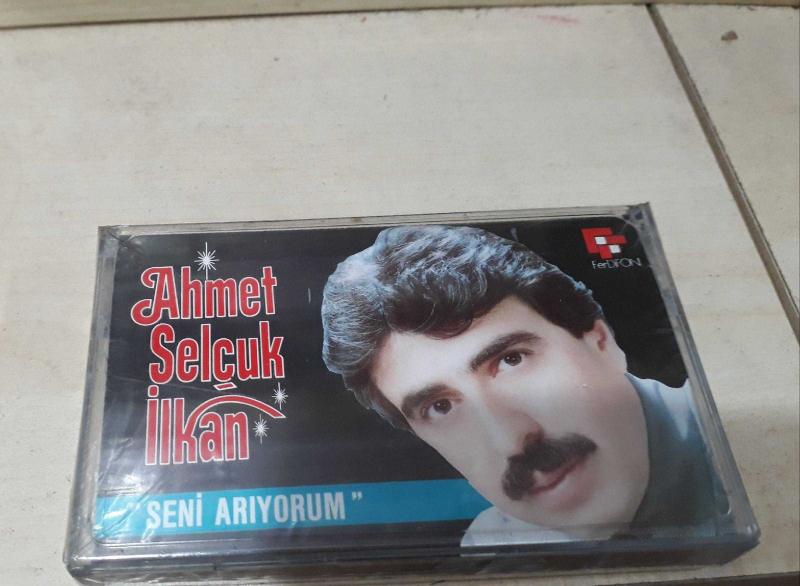 Ahmet
Selçuk
İlkan
"SENİ ARIYORUM"
FerDİFON